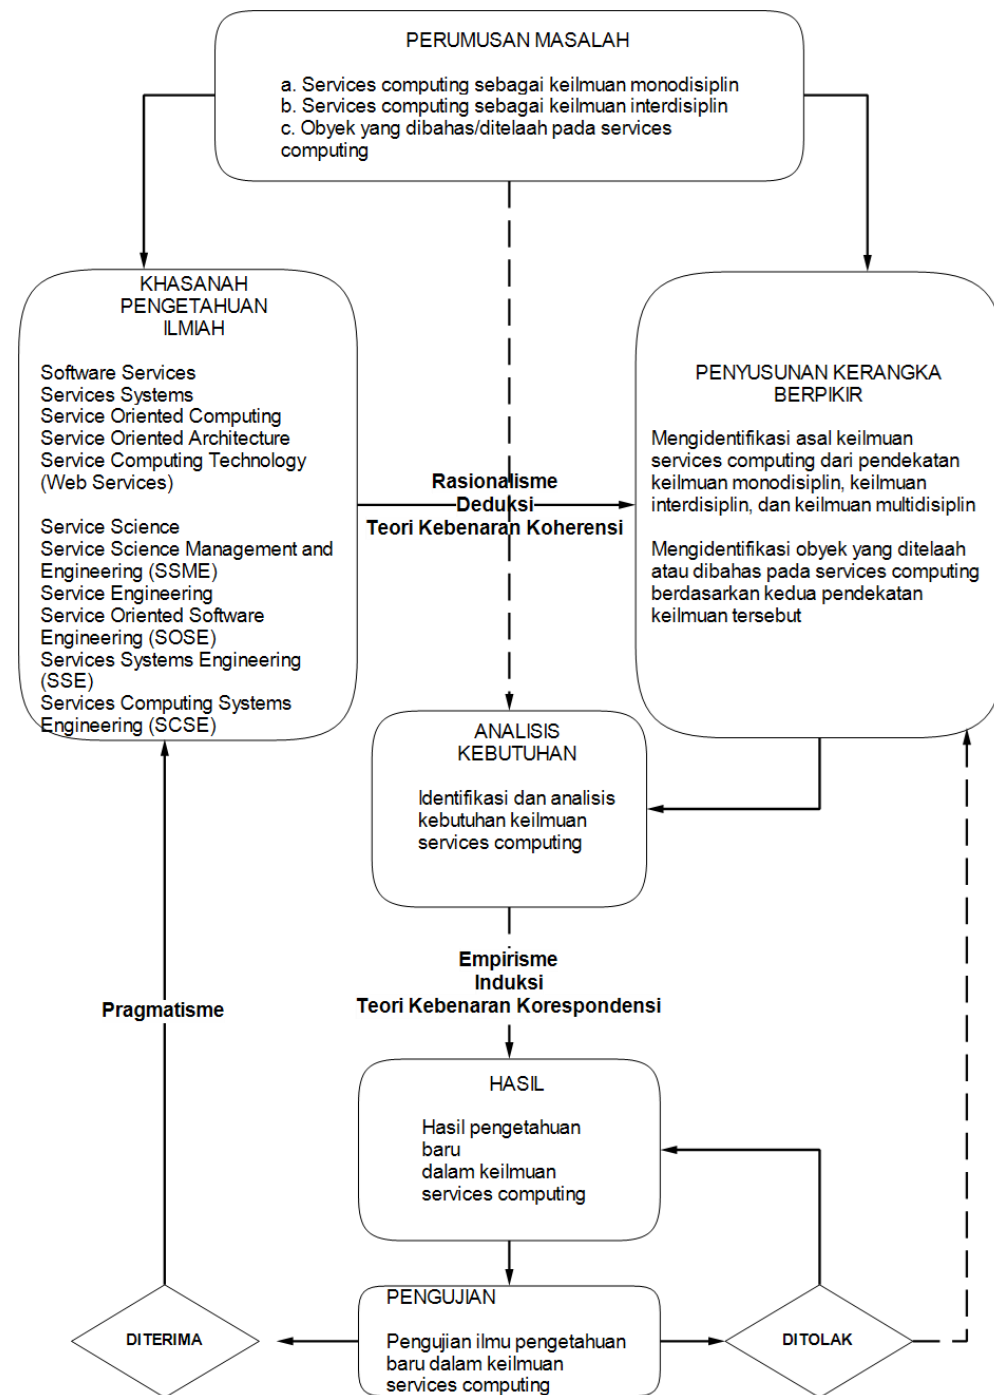 PERUMUSAN MASALAH
a. Services computing sebagai keilmuan monodisiplin
b. Services computing sebagai keilmuan interdisiplin
c. Obyek yang dibahas/ditelaah pada services
computing
KHASANAH
PENGETAHUAN
ILMIAH
Software Services
Services Systems
Service Oriented Computing
Service Oriented Architecture
Service Computing Technology
(Web Services)
Service Science
Service Science Management and
Engineering (SSME)
Service Engineering
Service Oriented Software
Engineering (SOSE)
Services Systems Engineering
(SSE)
Services Computing Systems
Engineering (SCSE)
Rasionalisme
Deduksi
Teori Kebenaran Koherensi
PENYUSUNAN KERANGKA
BERPIKIR
Mengidentifikasi asal keilmuan
services computing dari pendekatan
keilmuan monodisiplin, keilmuan
interdisiplin, dan keilmuan multidisiplin
Mengidentifikasi obyek yang ditelaah
atau dibahas pada services computing
berdasarkan kedua pendekatan
keilmuan tersebut
ANALISIS
KEBUTUHAN
Identifikasi dan analisis
kebutuhan keilmuan
services computing
Empirisme
Induksi
Teori Kebenaran Korespondensi
Pragmatisme
HASIL
Hasil pengetahuan
baru
dalam keilmuan
services computing
PENGUJIAN
Pengujian ilmu pengetahuan
baru dalam keilmuan
services computing
DITERIMA
DITOLAK